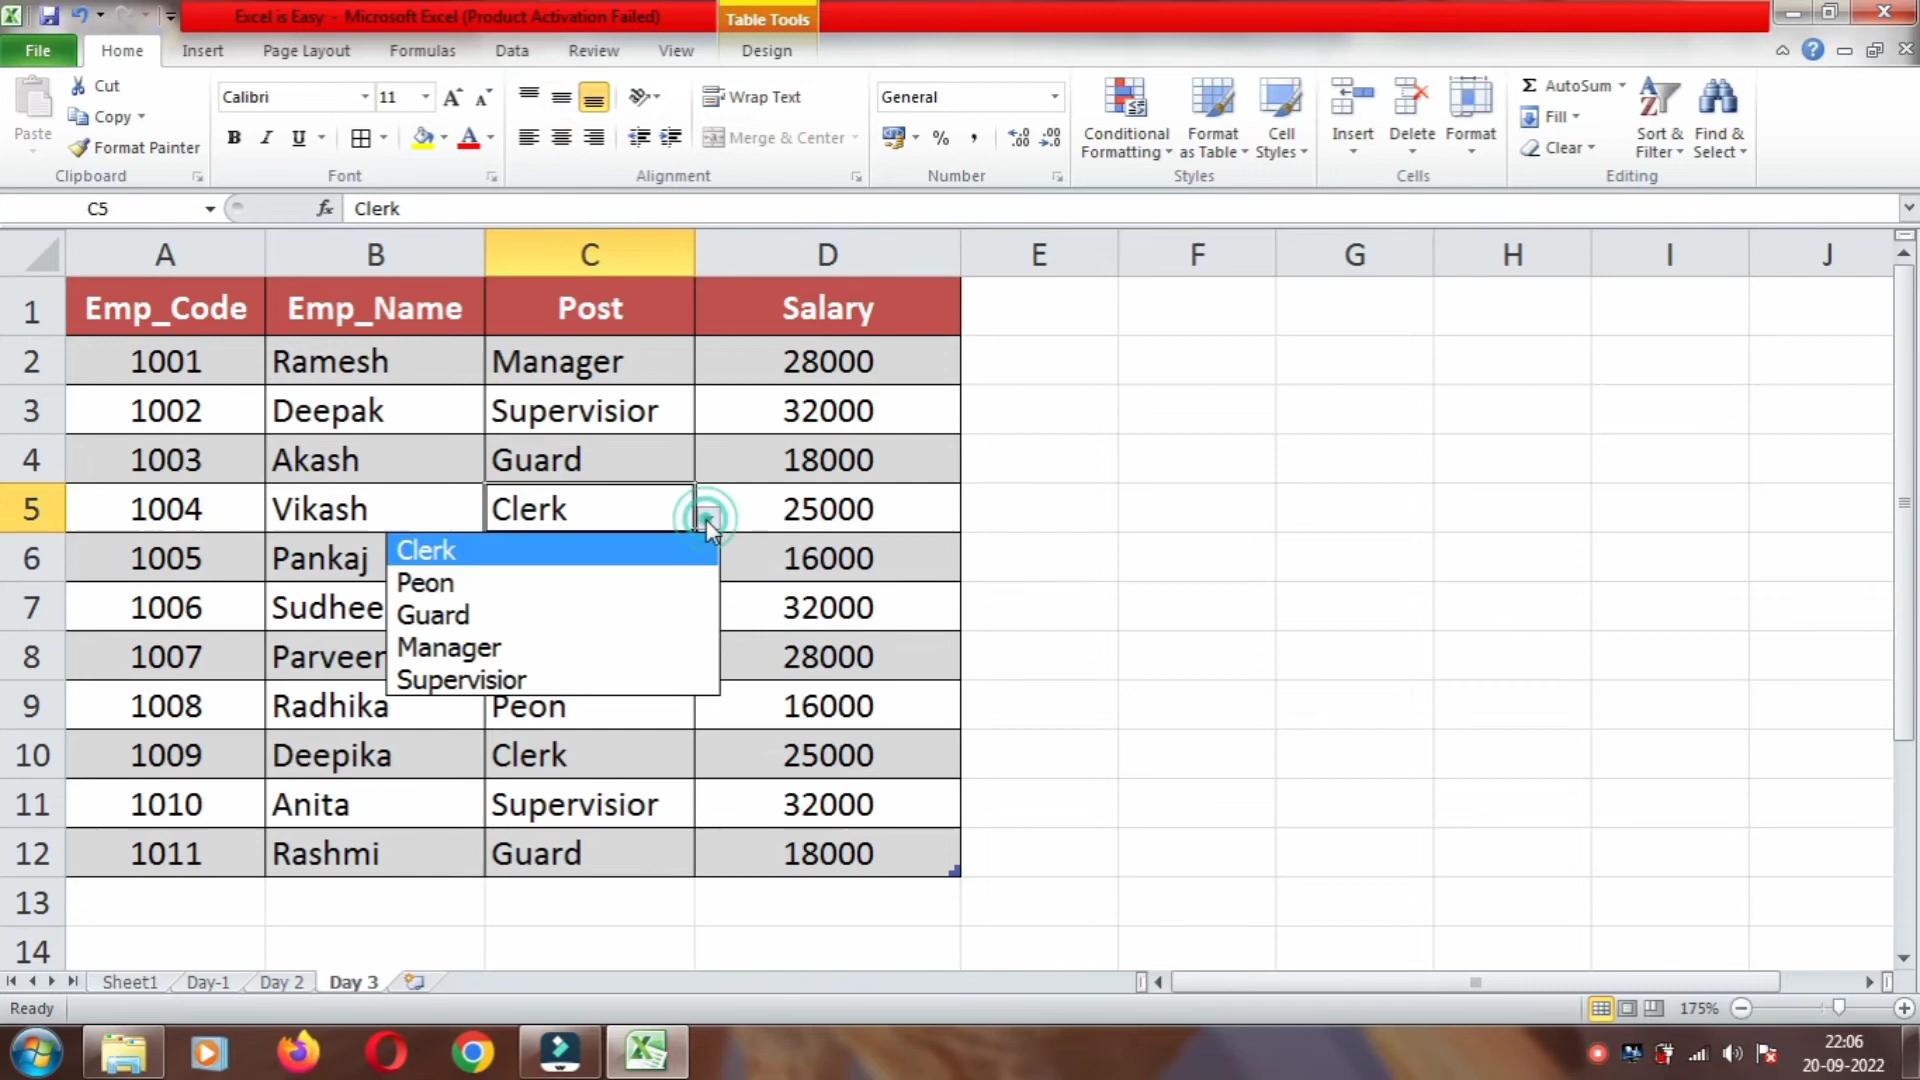 Excel is Easy - Microsoft Excel (Product Activation Failed)
Table Tools
File Home Insert Page Layout Formulas Data Review View Design
Paste
Cut
Copy
Format Painter
Clipboard
Calibri 11
B I U A
Font
Wrap Text
Merge & Center
Alignment
General
% ,
Number
Conditional Formatting
Format as Table
Cell Styles
Styles
Insert Delete Format
Cells
Σ AutoSum
Fill
Clear
Sort & Filter
Find & Select
Editing
C5 fx Clerk
A B C D E F G H I J
1 Emp_Code Emp_Name Post Salary
2 1001 Ramesh Manager 28000
3 1002 Deepak Supervisior 32000
4 1003 Akash Guard 18000
5 1004 Vikash Clerk 25000
6 1005 Pankaj 16000
7 1006 Sudhee 32000
8 1007 Parveen 28000
Clerk
Peon
Guard
Manager
Supervisior
9 1008 Radhika Peon 16000
10 1009 Deepika Clerk 25000
11 1010 Anita Supervisior 32000
12 1011 Rashmi Guard 18000
13
14
Sheet1 Day-1 Day 2 Day 3
Ready 175%
22:06
20-09-2022